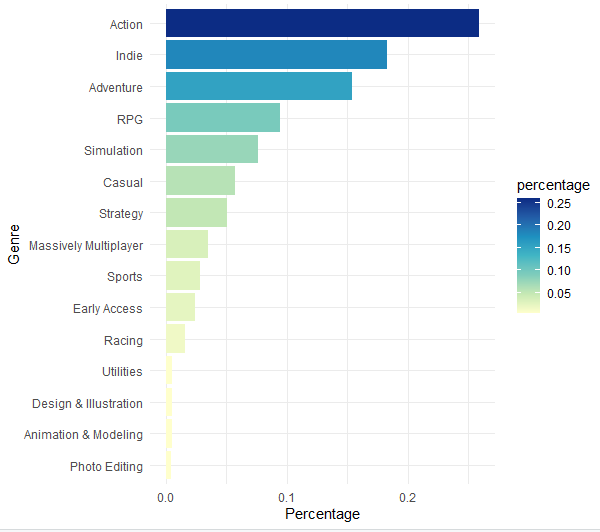 Action
Indie
Adventure
RPG
Simulation
Casual
Strategy
Massively Multiplayer
Sports
Early Access
Racing
Utilities
Design & Illustration
Animation & Modeling
Photo Editing
Genre
0.0 0.1 0.2
Percentage
percentage
0.25
0.20
0.15
0.10
0.05